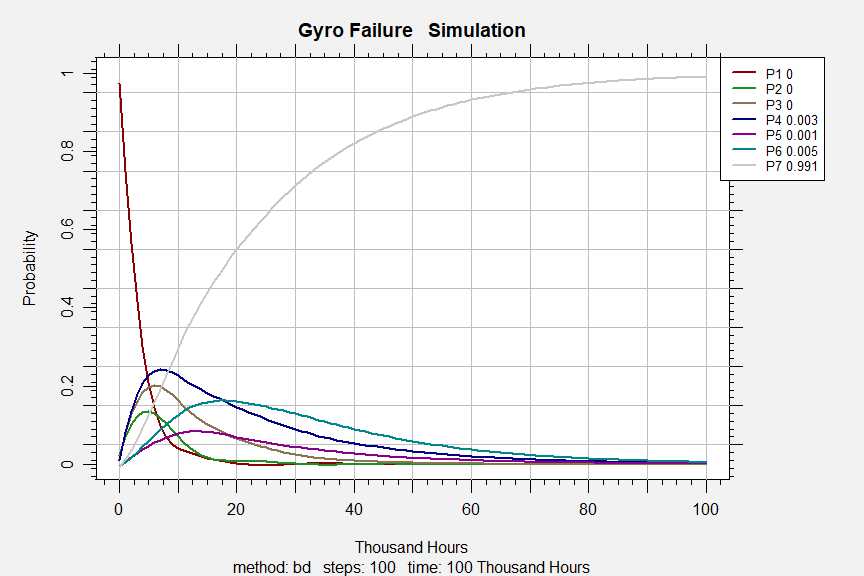 Gyro Failure Simulation
P1 0
P2 0
P3 0
P4 0.003
P5 0.001
P6 0.005
P7 0.991
1
0.8
0.6
0.4
0.2
0
Probability
0 20 40 60 80 100
Thousand Hours
method: bd steps: 100 time: 100 Thousand Hours